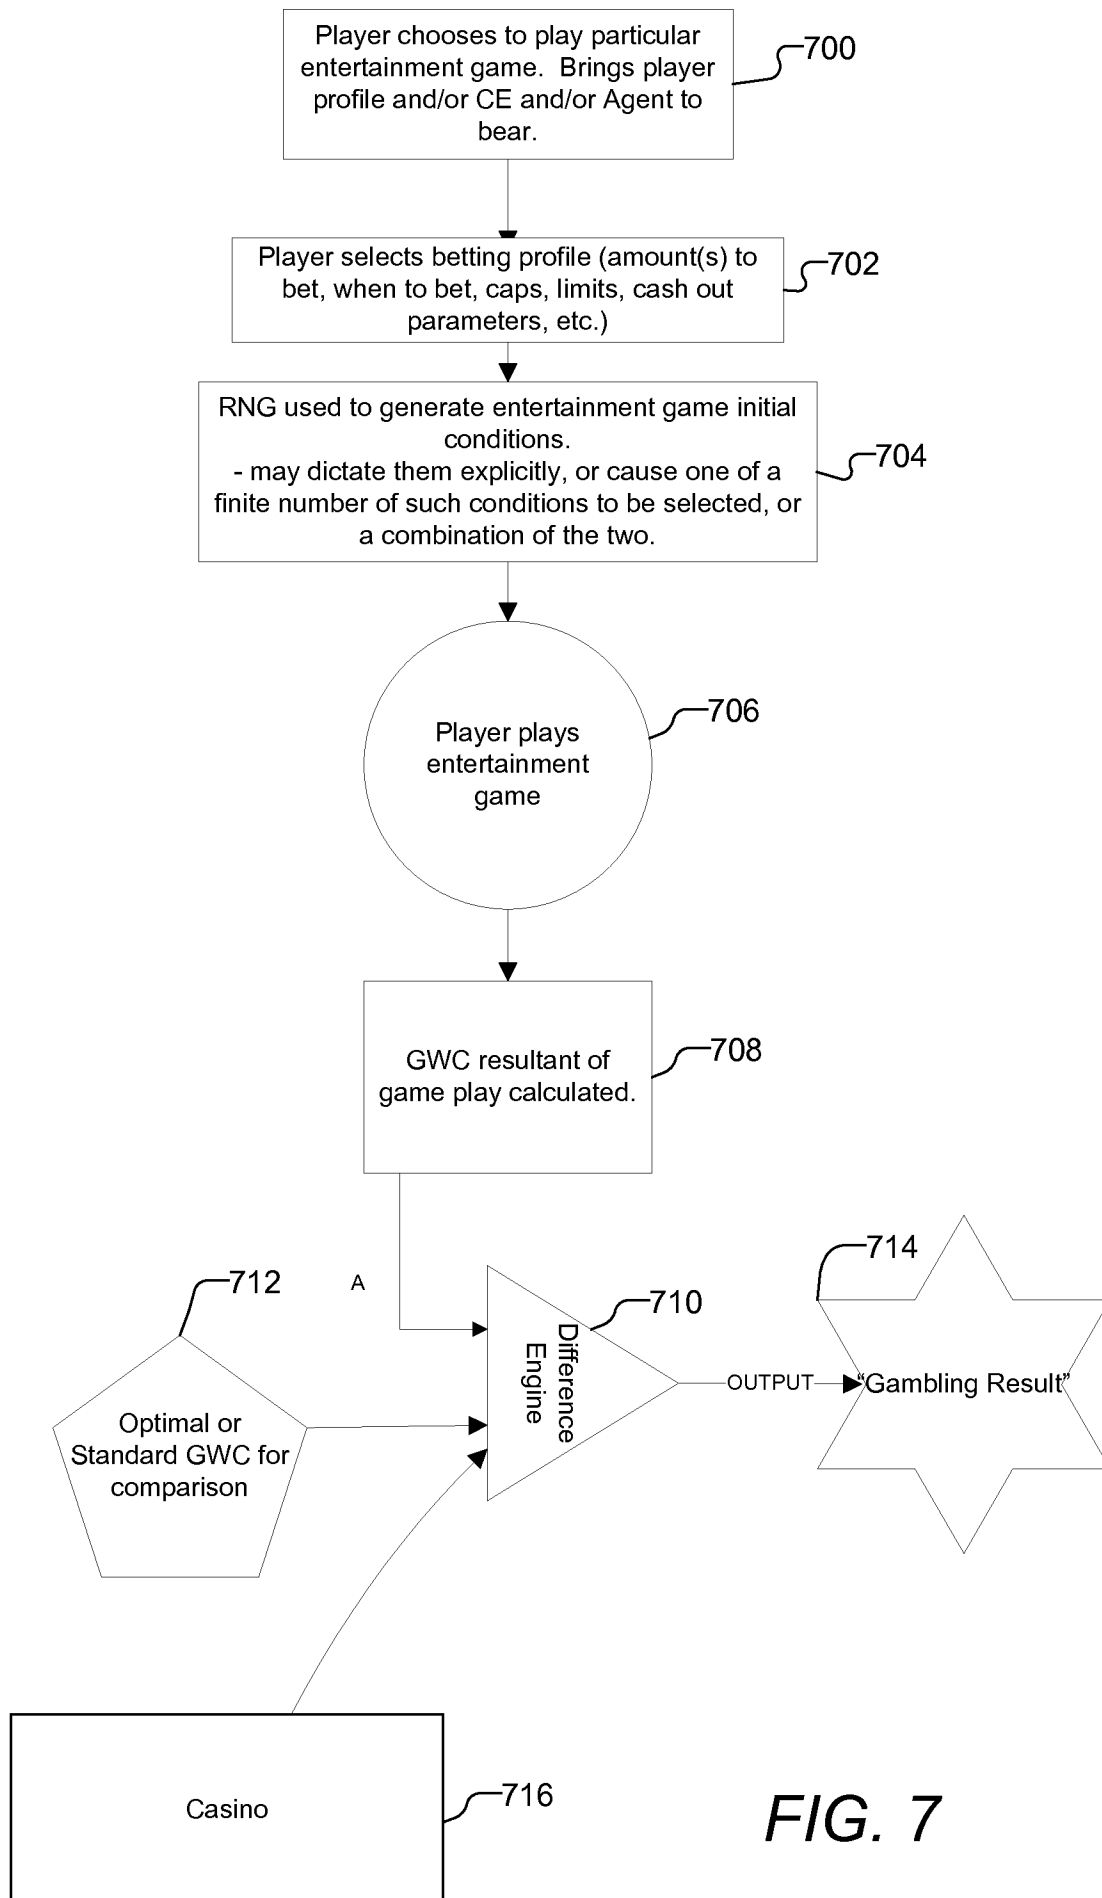 Player chooses to play particular
entertainment game.  Brings player
profile and/or CE and/or Agent to
bear.
700
Player selects betting profile (amount(s) to
bet, when to bet, caps, limits, cash out
parameters, etc.)
702
RNG used to generate entertainment game initial
conditions.
- may dictate them explicitly, or cause one of a
finite number of such conditions to be selected, or
a combination of the two.
704
Player plays
entertainment
game
706
GWC resultant of
game play calculated.
708
A
712
Optimal or
Standard GWC for
comparison
710
Difference
Engine
OUTPUT
714
“Gambling Result”
Casino
716
FIG. 7